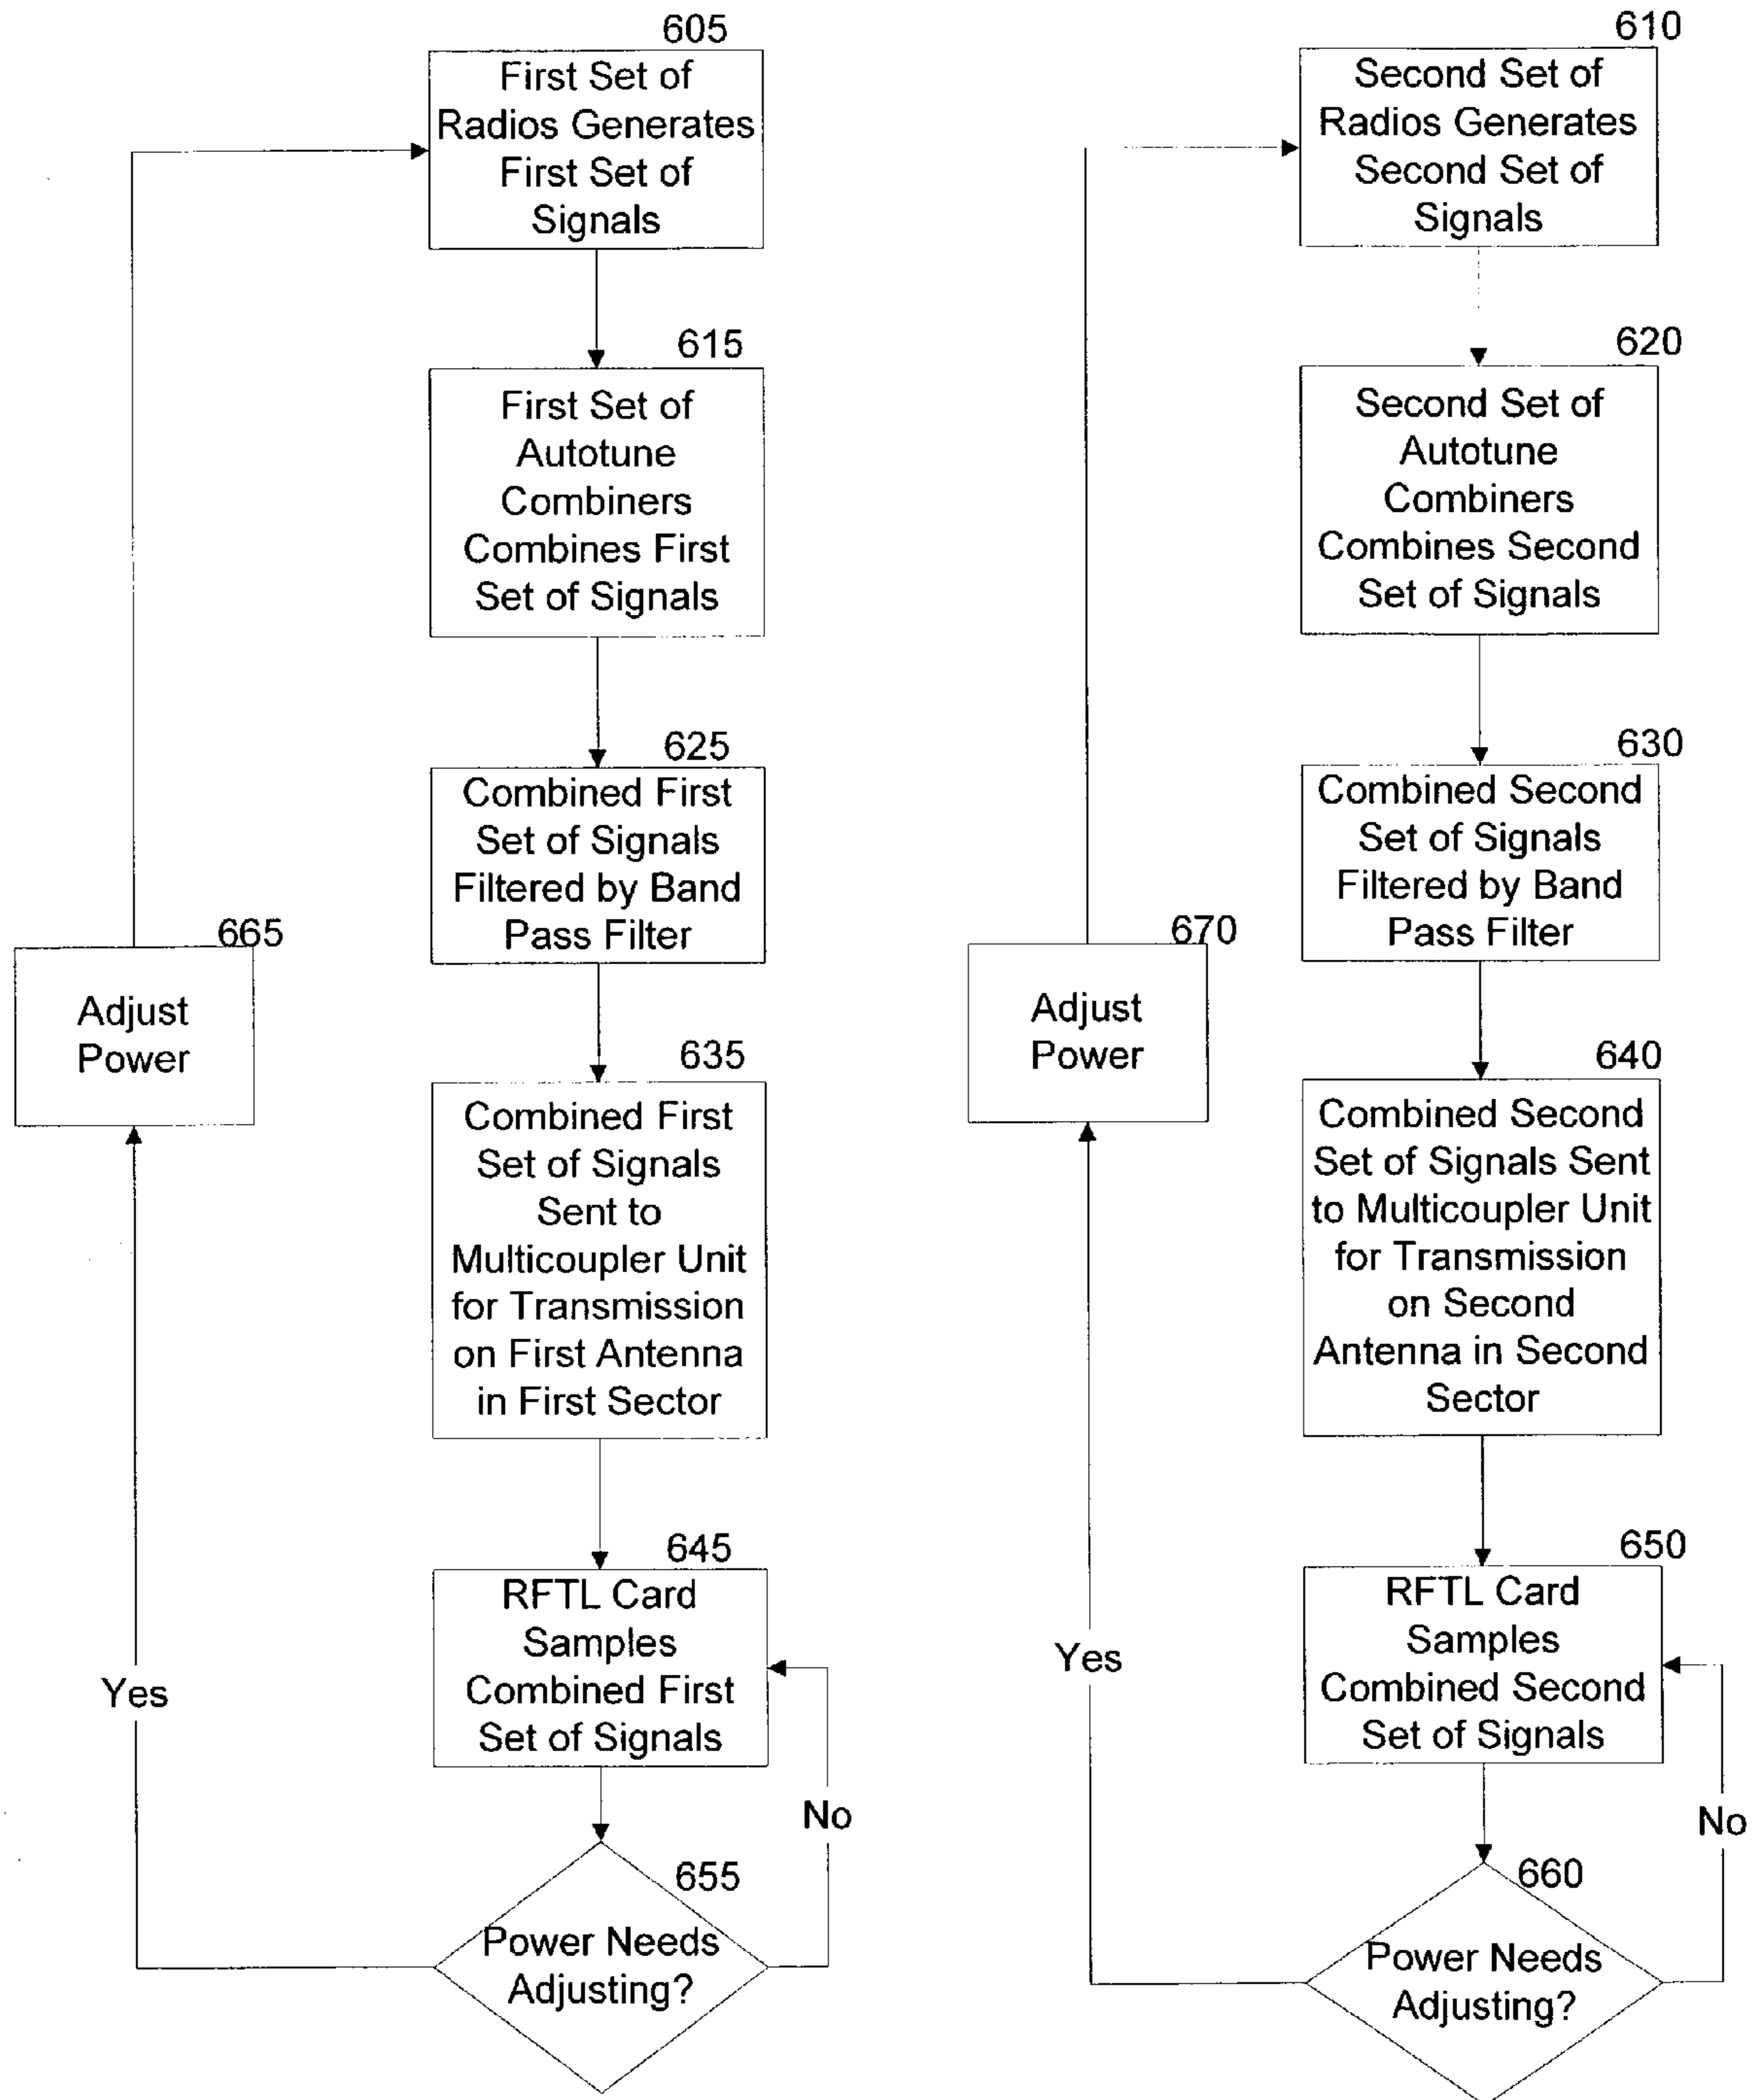 605
First Set of
Radios Generates
First Set of
Signals
615
First Set of
Autotune
Combiners
Combines First
Set of Signals
625
Combined First
Set of Signals
Filtered by Band
Pass Filter
665
Adjust
Power
635
Combined First
Set of Signals
Sent to
Multicoupler Unit
for Transmission
on First Antenna
in First Sector
645
RFTL Card
Samples
Combined First
Set of Signals
Yes
No
655
Power Needs
Adjusting?
610
Second Set of
Radios Generates
Second Set of
Signals
620
Second Set of
Autotune
Combiners
Combines Second
Set of Signals
630
Combined Second
Set of Signals
Filtered by Band
Pass Filter
670
Adjust
Power
640
Combined Second
Set of Signals Sent
to Multicoupler Unit
for Transmission
on Second
Antenna in Second
Sector
650
RFTL Card
Samples
Combined Second
Set of Signals
Yes
No
660
Power Needs
Adjusting?